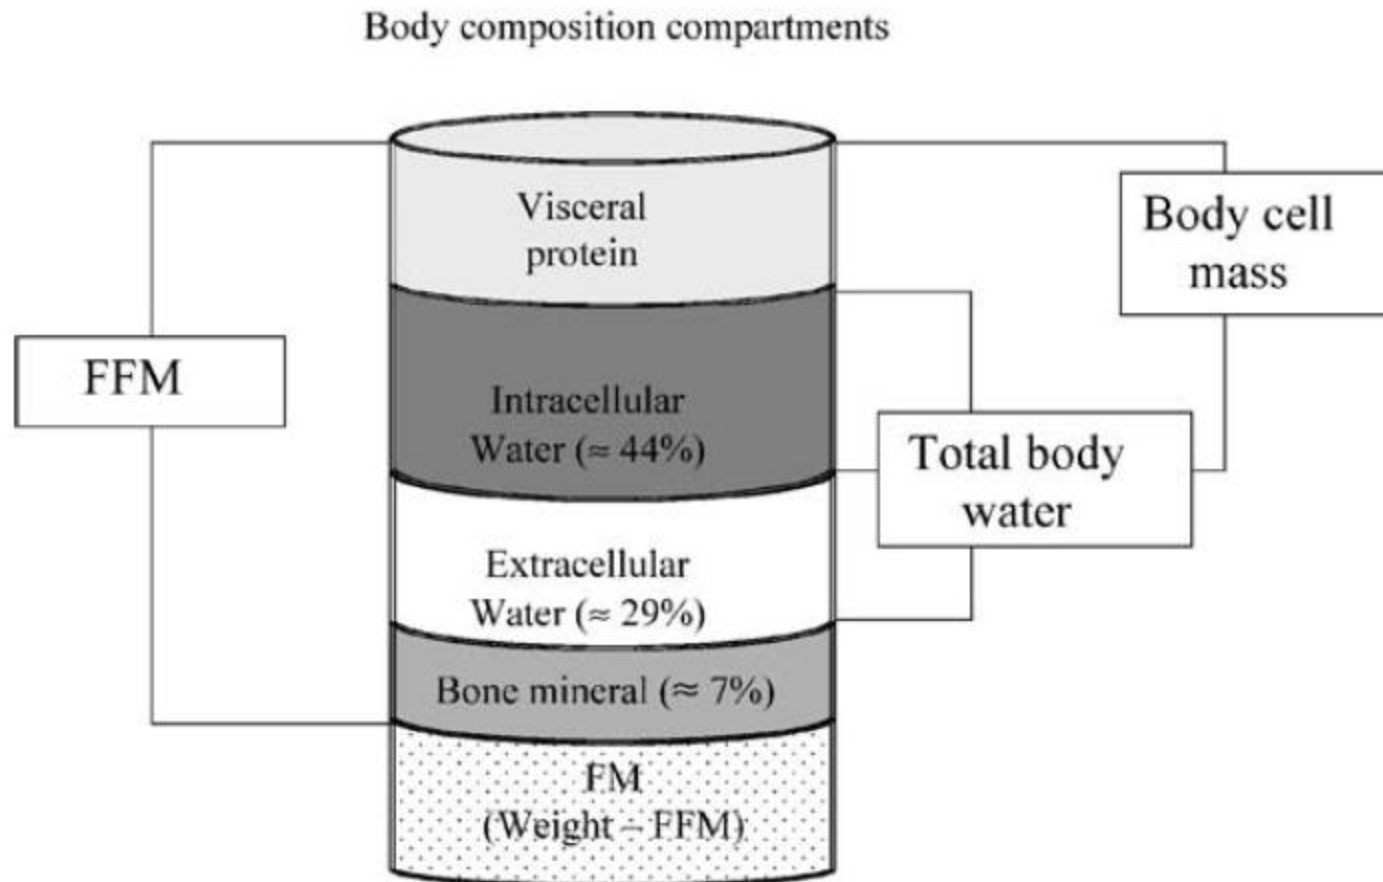 Body composition compartments
Visceral
protein
Body cell
mass
FFM
Intracellular
Water (≈ 44%)
Total body
water
Extracellular
Water (≈ 29%)
Bone mineral (≈ 7%)
FM
(Weight – FFM)